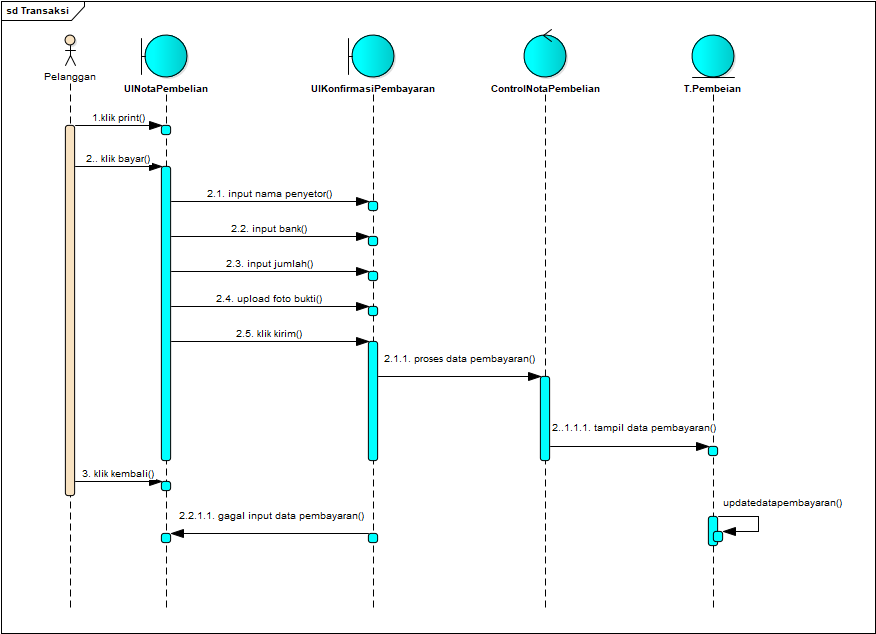 sd Transaksi
Pelanggan
UINotaPembelian
UIKonfirmasiPembayaran
ControlNotaPembelian
T.Pembeian
1.klik print()
2.. klik bayar()
2.1. input nama penyetor()
2.2. input bank()
2.3. input jumlah()
2.4. upload foto bukti()
2.5. klik kirim()
2.1.1. proses data pembayaran()
2..1.1.1. tampil data pembayaran()
3. klik kembali()
updatedatapembayaran()
2.2.1.1. gagal input data pembayaran()